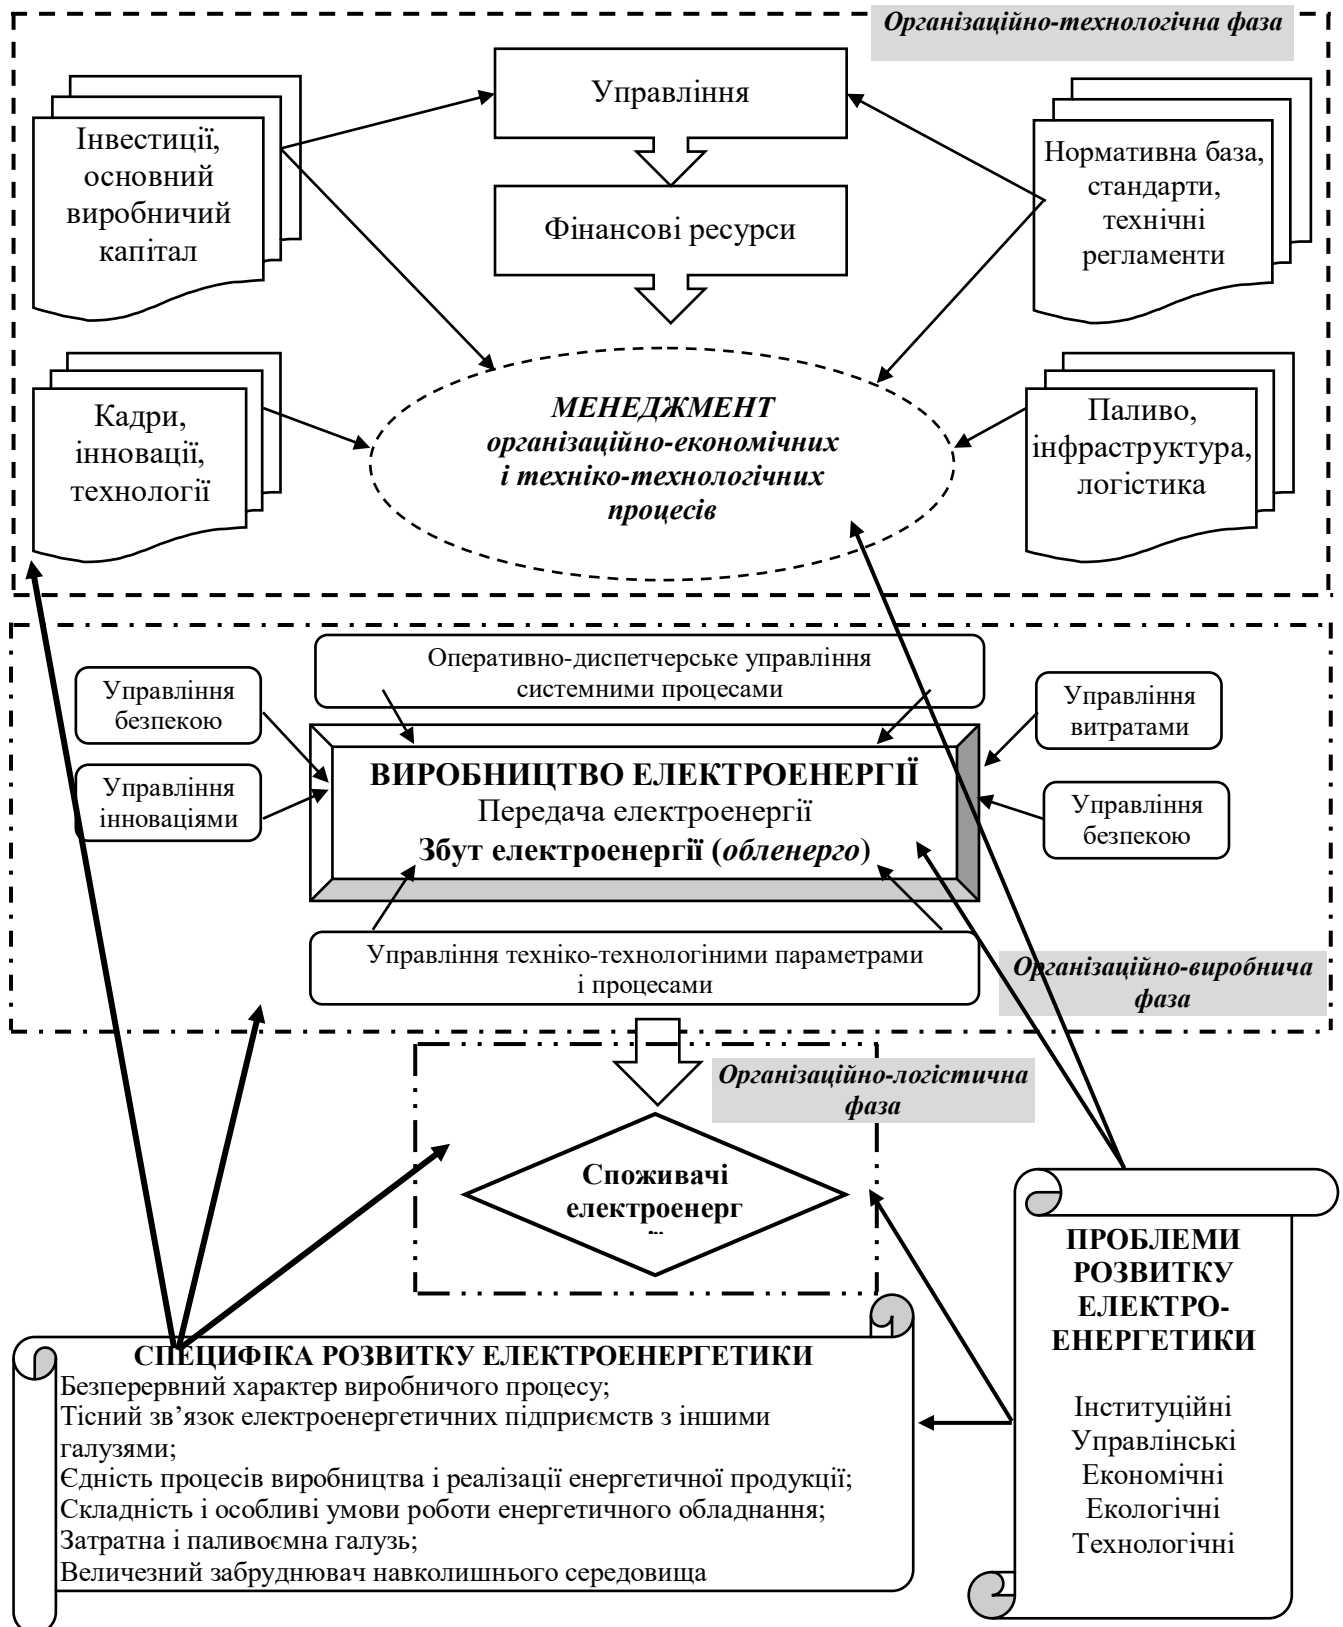 Організаційно-технологічна фаза
Управління
Інвестиції,
основний
виробничий
капітал
Нормативна база,
стандарти,
технічні
регламенти
Фінансові ресурси
Кадри,
інновації,
технології
МЕНЕДЖМЕНТ
організаційно-економічних
і техніко-технологічних
процесів
Паливо,
інфраструктура,
логістика
Оперативно-диспетчерське управління
системними процесами
Управління
безпекою
Управління
витратами
Управління
інноваціями
ВИРОБНИЦТВО ЕЛЕКТРОЕНЕРГІЇ
Передача електроенергії
Збут електроенергії (обленерго)
Управління
безпекою
Управління техніко-технологіними параметрами
і процесами
Організаційно-виробнича
фаза
Організаційно-логістична
фаза
Споживачі
електроенерг
ПРОБЛЕМИ
РОЗВИТКУ
ЕЛЕКТРО-
ЕНЕРГЕТИКИ
Інституційні
Управлінські
Економічні
Екологічні
Технологічні
СПЕЦИФІКА РОЗВИТКУ ЕЛЕКТРОЕНЕРГЕТИКИ
Безперервний характер виробничого процесу;
Тісний зв’язок електроенергетичних підприємств з іншими
галузями;
Єдність процесів виробництва і реалізації енергетичної продукції;
Складність і особливі умови роботи енергетичного обладнання;
Затратна і паливоємна галузь;
Величезний забруднювач навколишнього середовища